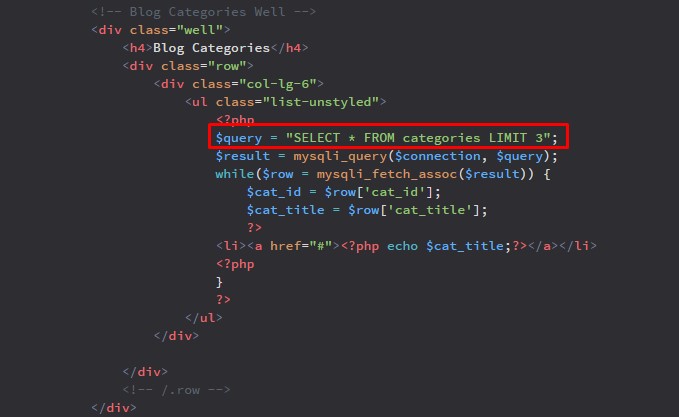 <!-- Blog Categories Well -->
<div class="well">
<h4>Blog Categories</h4>
<div class="row">
<div class="col-lg-6">
<ul class="list-unstyled">
<?php
$query = "SELECT * FROM categories LIMIT 3";
$result = mysqli_query($connection, $query);
while($row = mysqli_fetch_assoc($result)) {
$cat_id = $row['cat_id'];
$cat_title = $row['cat_title'];
?>
<li><a href="#"><?php echo $cat_title;?></a></li>
<?php
}
?>
</ul>
</div>
</div>
<!-- /.row -->
</div>